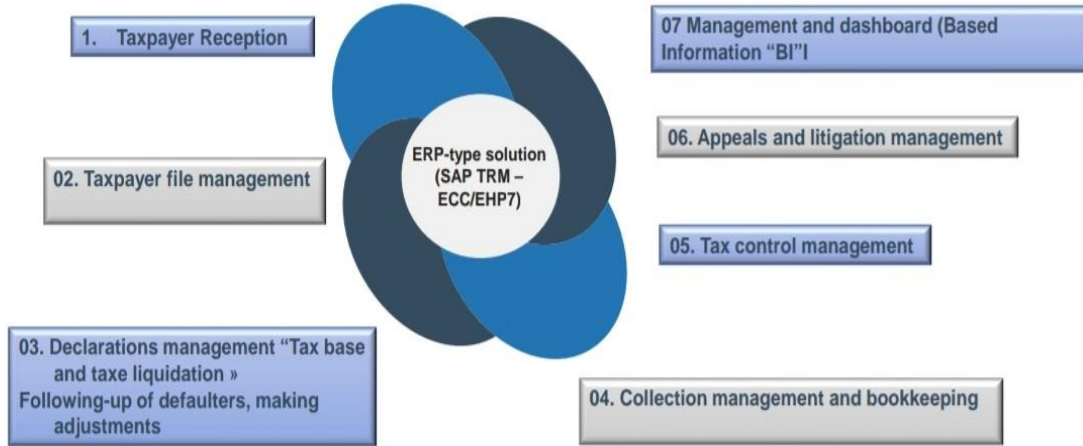 1. Taxpayer Reception
02. Taxpayer file management
03. Declarations management “Tax base
and taxe liquidation »
Following-up of defaulters, making
adjustments
ERP-type solution
(SAP TRM –
ECC/EHP7)
04. Collection management and bookkeeping
05. Tax control management
06. Appeals and litigation management
07 Management and dashboard (Based
Information “BI”I